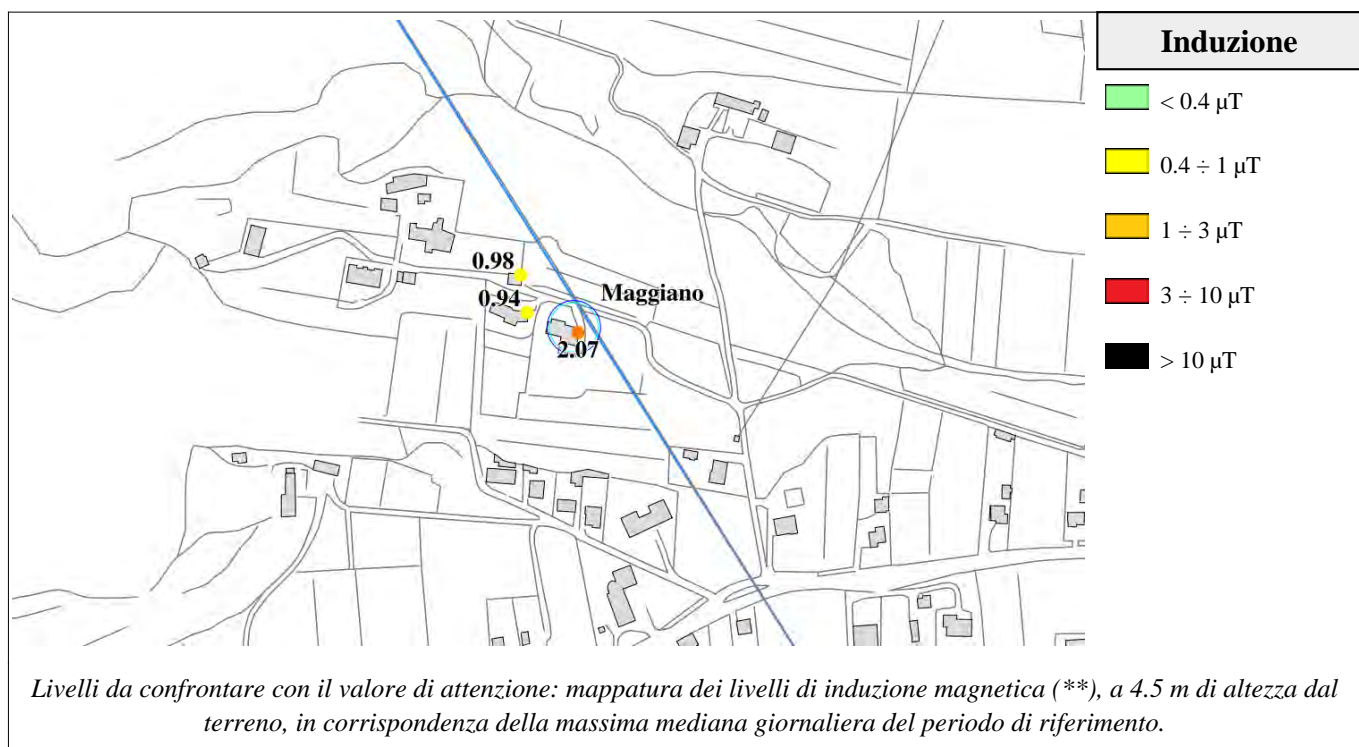 Induzione
< 0.4 µT
0.4 ÷ 1 µT
1 ÷ 3 µT
3 ÷ 10 µT
> 10 µT
0.98
0.94
Maggiano
2.07
Livelli da confrontare con il valore di attenzione: mappatura dei livelli di induzione magnetica (**), a 4.5 m di altezza dal
terreno, in corrispondenza della massima mediana giornaliera del periodo di riferimento.